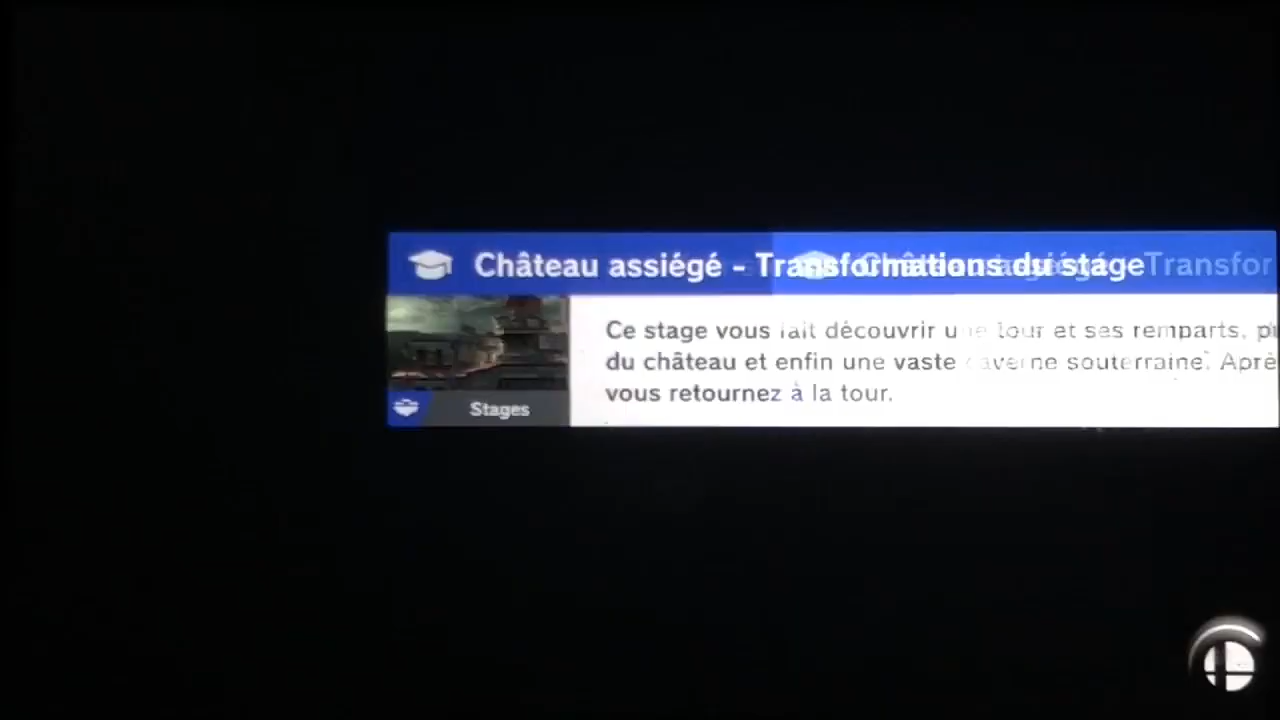 Château assiégé - Transformations du stage
Ce stage vous fait découvrir une tour et ses remparts,
du château et enfin une vaste caverne souterraine. Aprè
vous retournez à la tour.
Stages